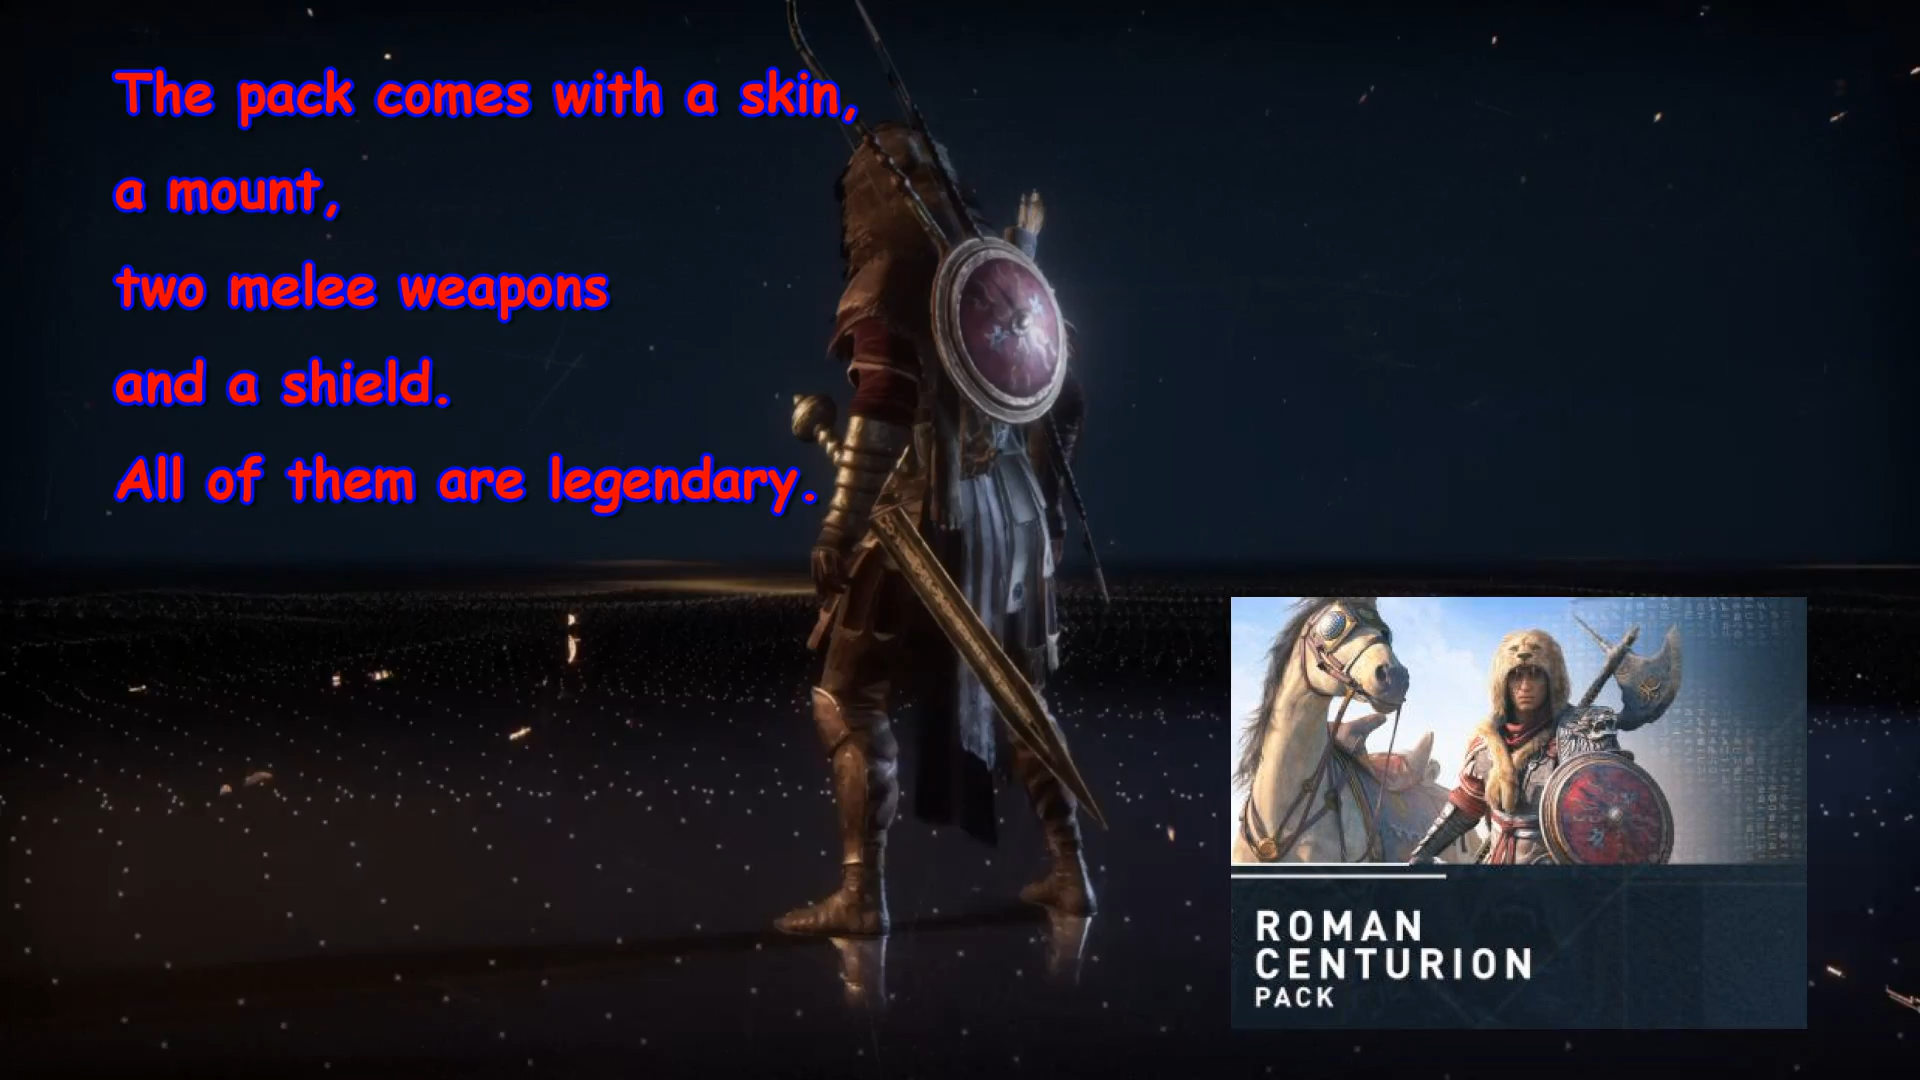 The pack comes with a skin,
a mount,
two melee weapons
and a shield.
All of them are legendary.
ROMAN
CENTURION
PACK